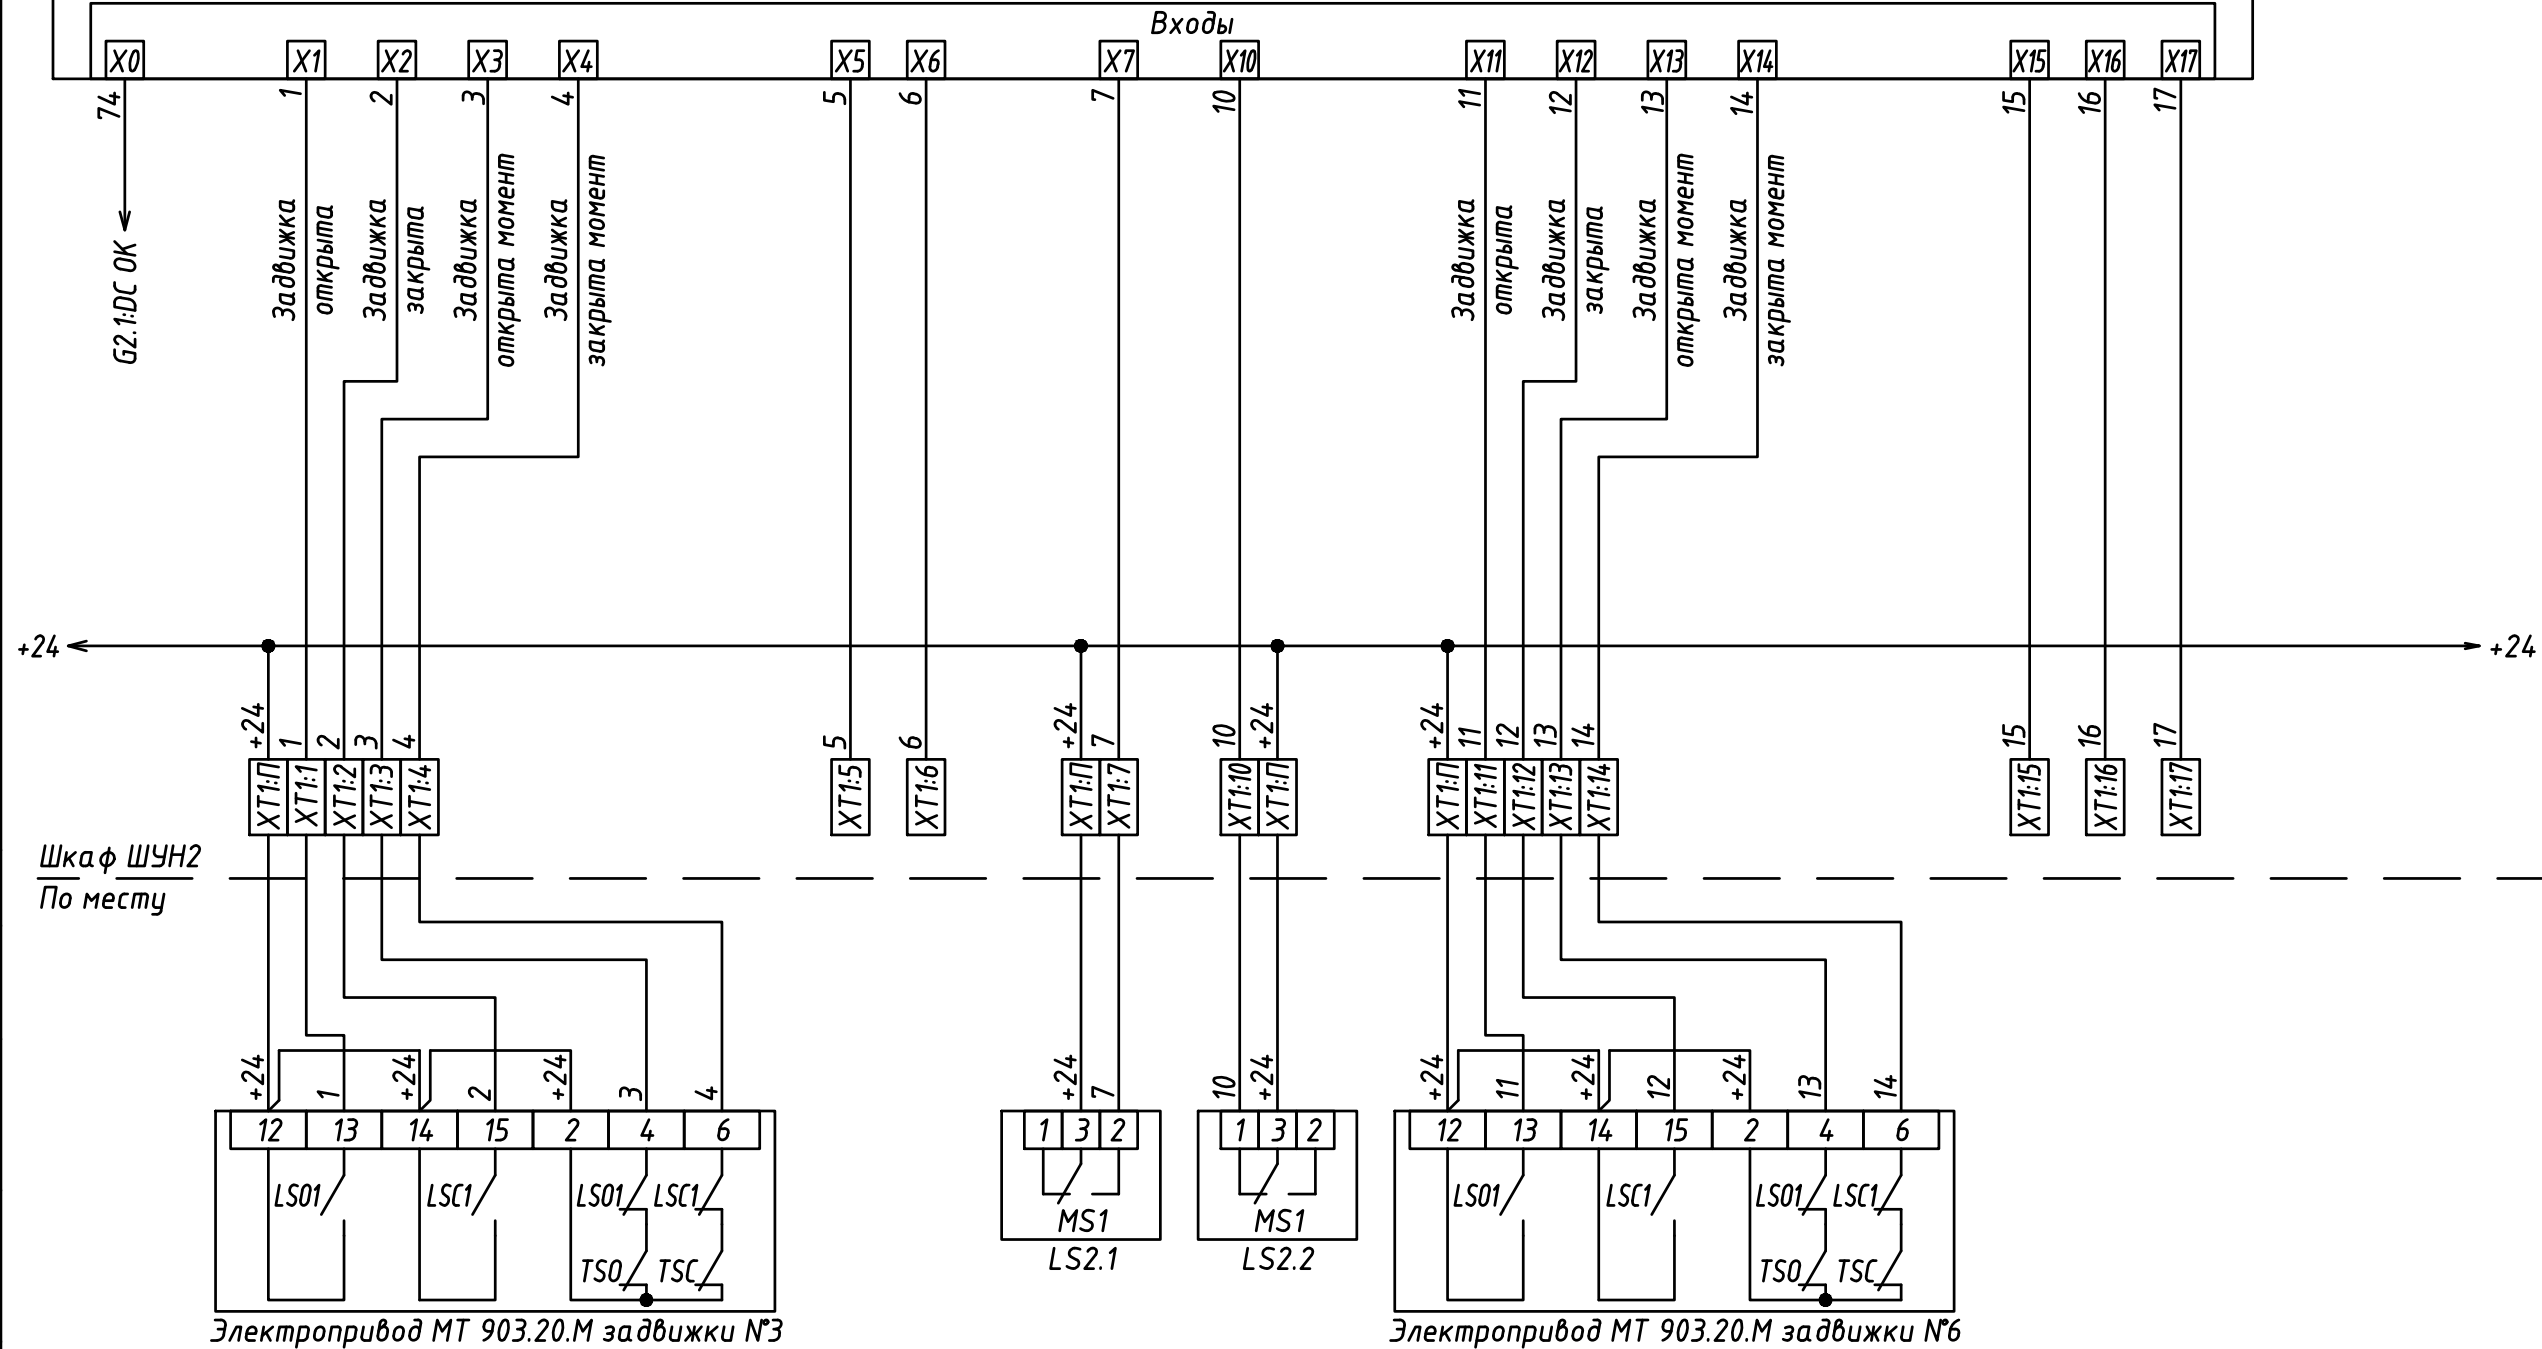 Входы
X0 X1 X2 X3 X4 X5 X6 X7 X10 X11 X12 X13 X14 X15 X16 X17
74 1 2 3 4 5 6 7 10 11 12 13 14 15 16 17
G2.1:DC OK
Задвижка
открыта
Задвижка
закрыта
Задвижка
открыта момент
Задвижка
закрыта момент
Задвижка
открыта
Задвижка
закрыта
Задвижка
открыта момент
Задвижка
закрыта момент
+24 +24
+24 1 2 3 4 5 6 +24 7 10 +24 +24 11 12 13 14 15 16 17
XT1:П XT1:1 XT1:2 XT1:3 XT1:4 XT1:5 XT1:6 XT1:П XT1:7 XT1:10 XT1:П XT1:П XT1:11 XT1:12 XT1:13 XT1:14 XT1:15 XT1:16 XT1:17
Шкаф ШУН2
По месту
+24 1 +24 2 +24 3 4 +24 7 10 +24 +24 11 +24 12 +24 13 14
12 13 14 15 2 4 6 1 3 2 1 3 2 12 13 14 15 2 4 6
LSO1 LSC1 LSO1 LSC1 LSO1 LSC1 LSO1 LSC1
MS1 MS1
LS2.1 LS2.2
TSO TSC TSO TSC
Электропривод МТ 903.20.М задвижки №3 Электропривод МТ 903.20.М задвижки №6